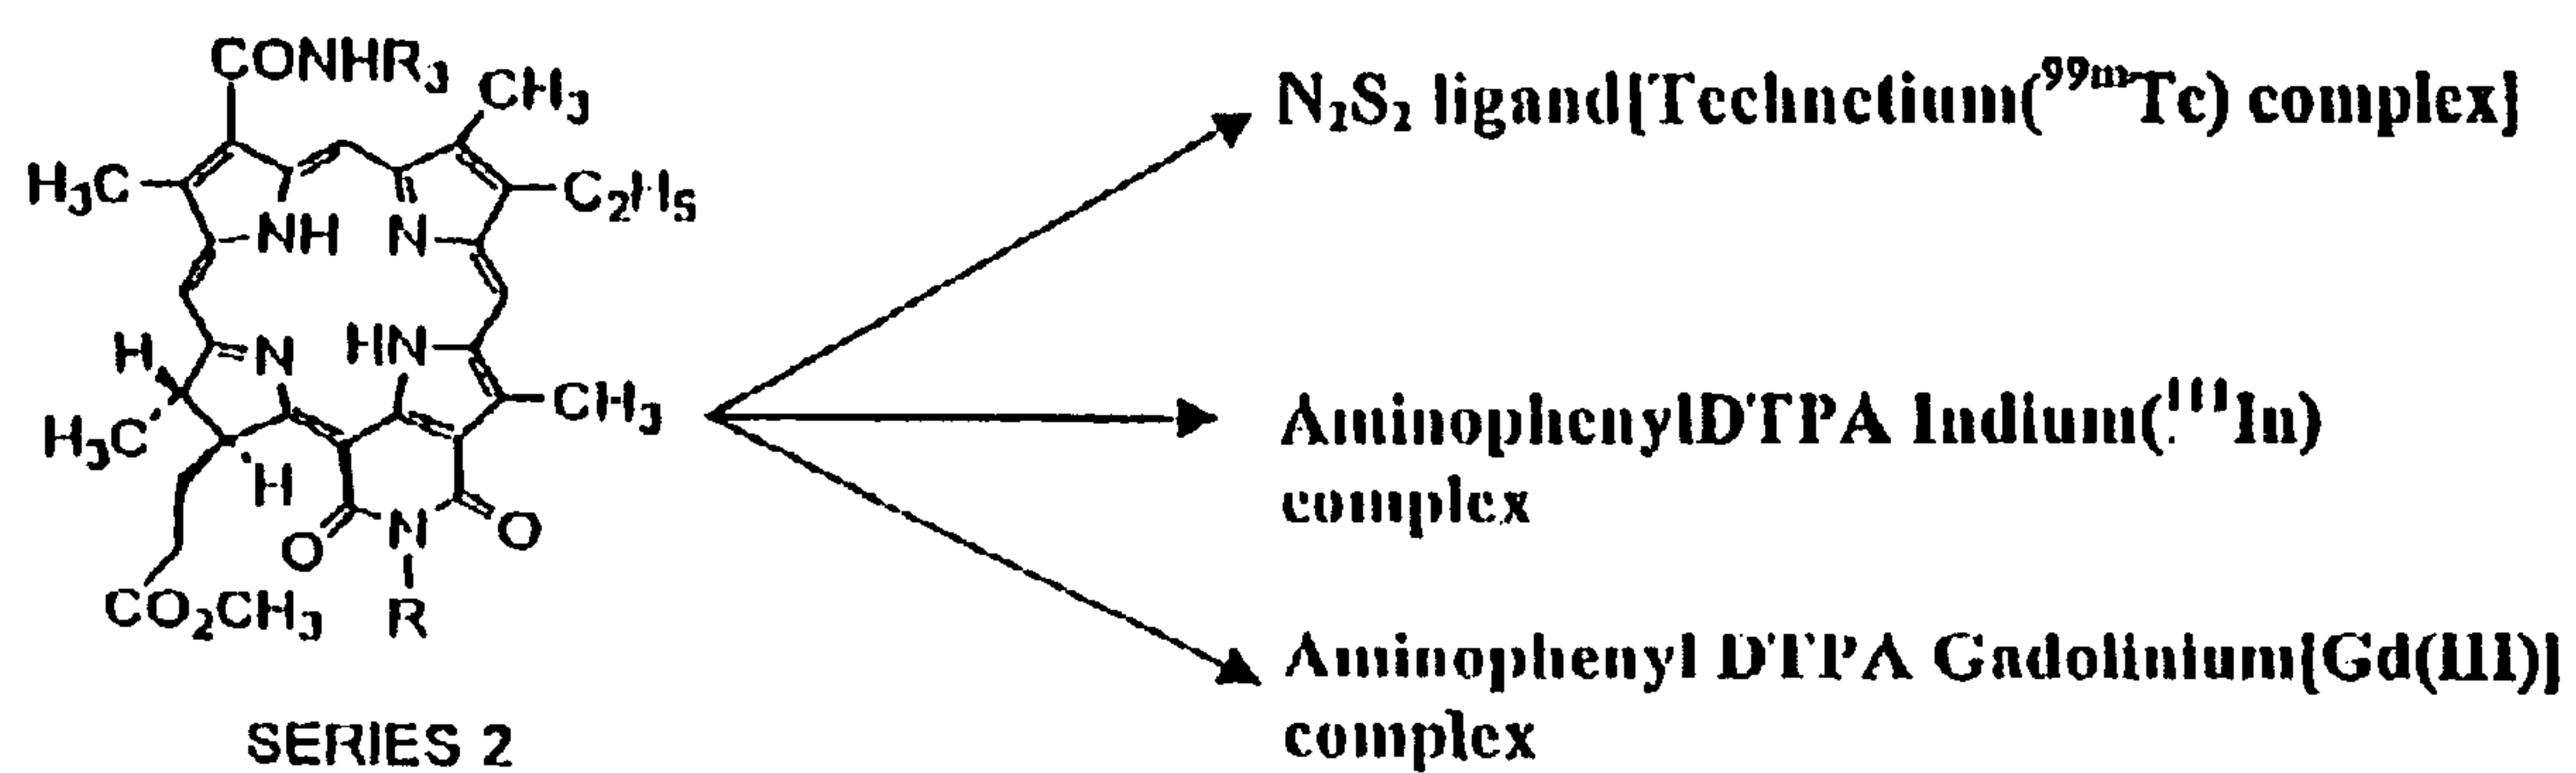 CONHR₃
CH₃
H₃C
C₂H₅
NH
N
H
N
HN
H₃C
CH₃
H
O
N
O
CO₂CH₃
R
SERIES 2
N₂S₂ ligand[Technetium(⁹⁹ᵐTc) complex]
AminophenylDTPA Indium(¹¹¹In)
complex
Aminophenyl DTPA Gadolinium[Gd(III)]
complex